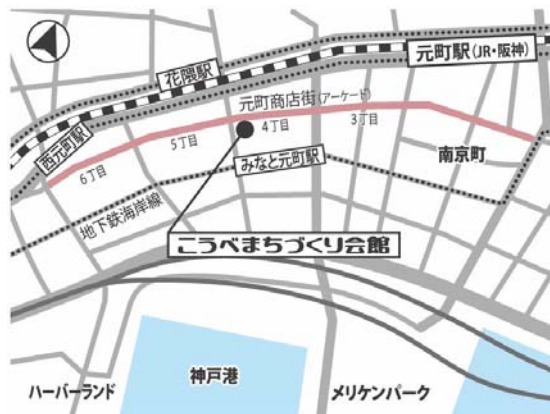 元町駅(JR・阪神)
花隈駅
元町商店街(アーケード)
西元町駅
6丁目
5丁目
4丁目
3丁目
南京町
みなと元町駅
地下鉄海岸線
こうべまちづくり会館
神戸港
ハーバーランド
メリケンパーク